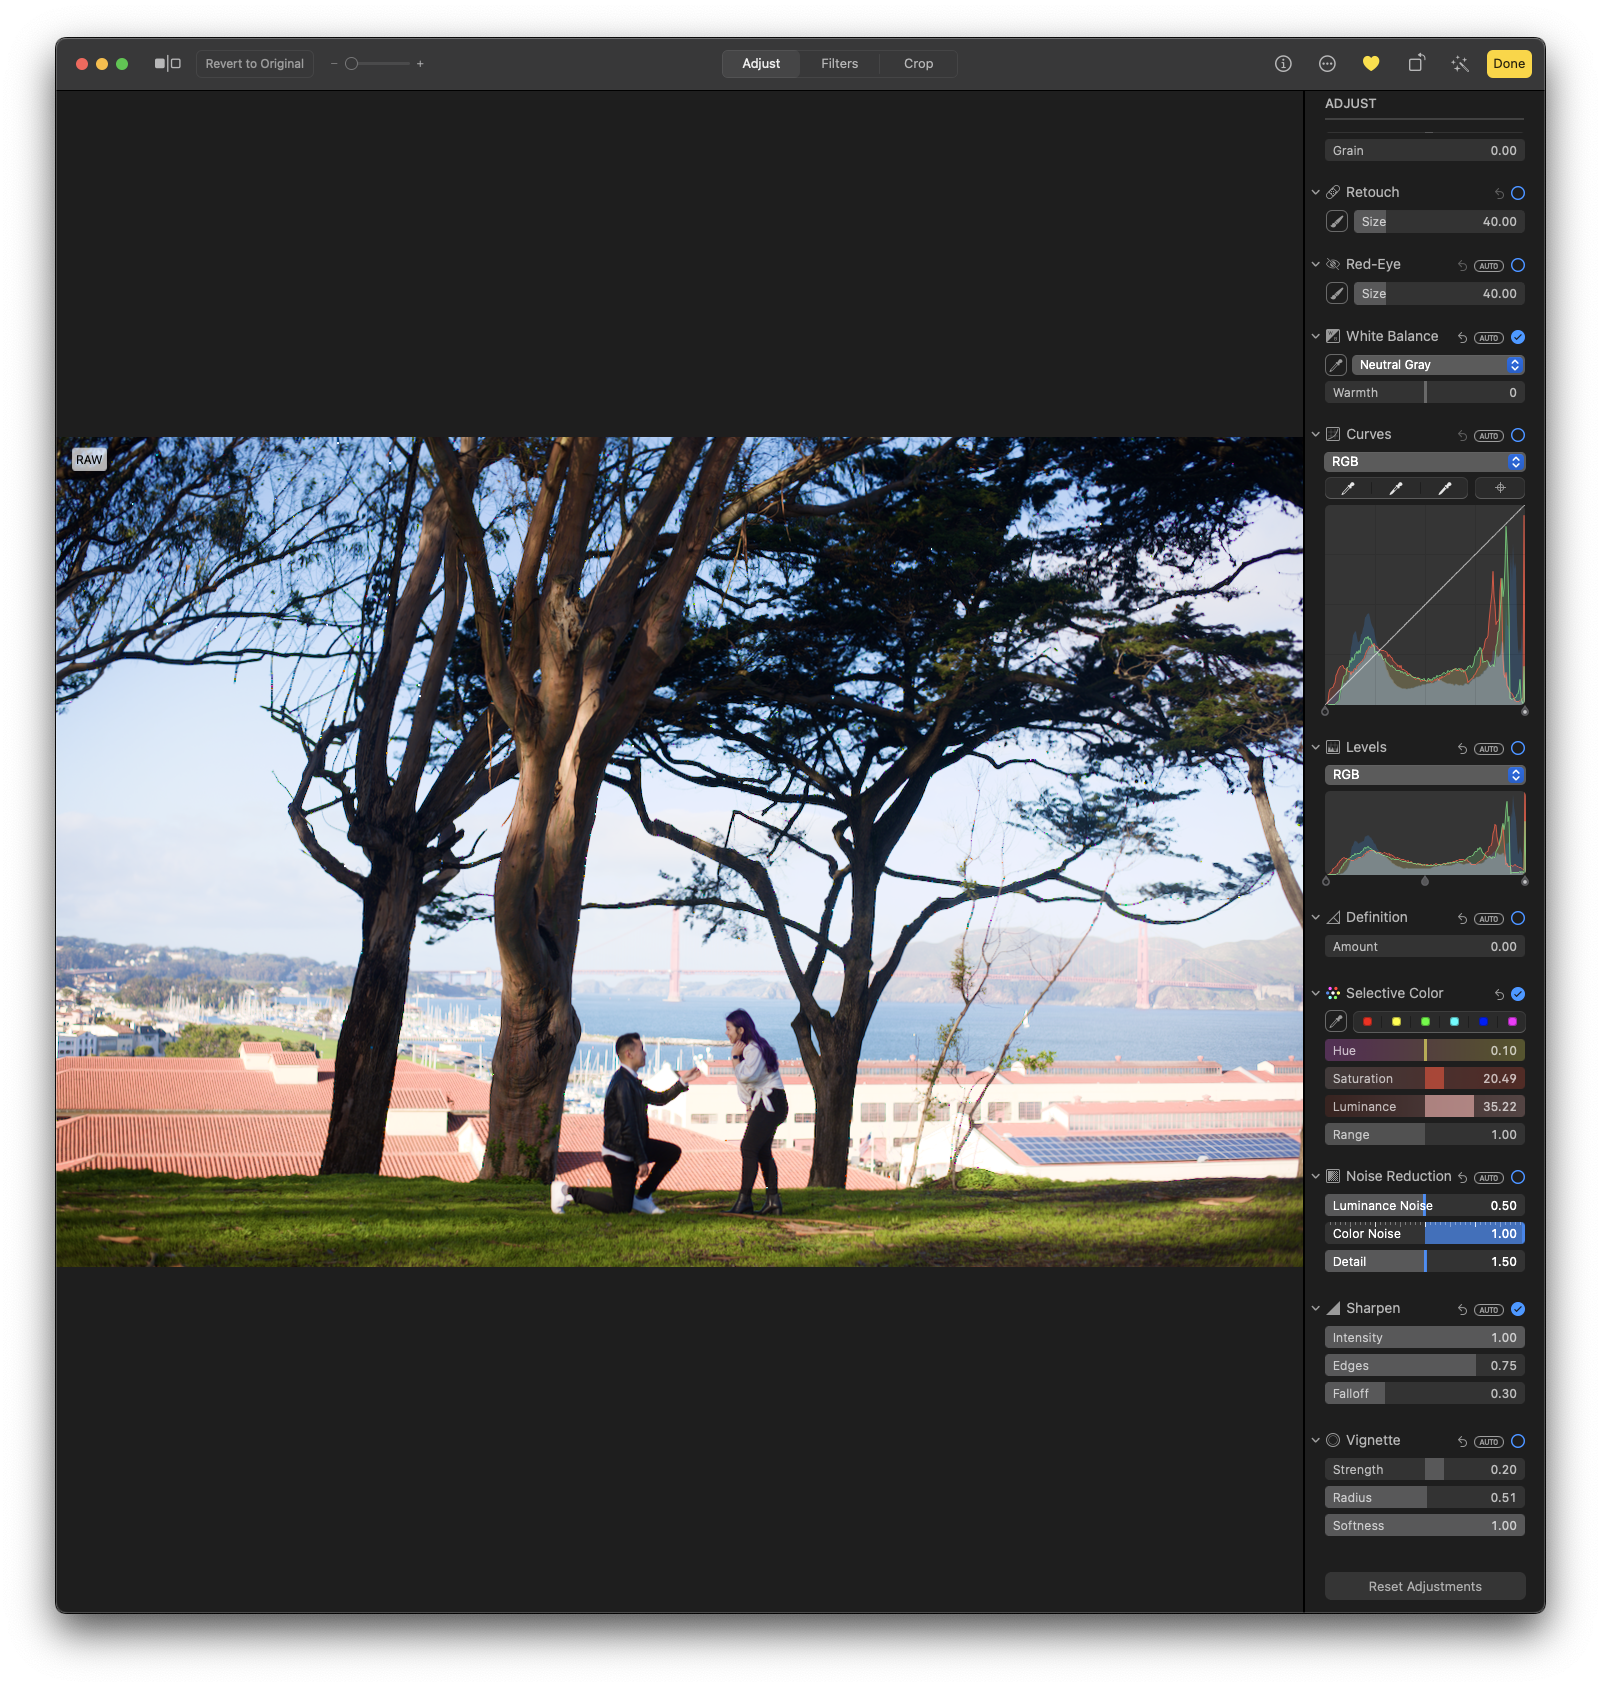 Revert to Original
− +
Adjust Filters Crop
Done
ADJUST
Grain 0.00
Retouch
Size 40.00
Red-Eye AUTO
Size 40.00
White Balance AUTO
Neutral Gray
Warmth 0
Curves AUTO
RGB
Levels AUTO
RGB
Definition AUTO
Amount 0.00
Selective Color
Hue 0.10
Saturation 20.49
Luminance 35.22
Range 1.00
Noise Reduction AUTO
Luminance Noise 0.50
Color Noise 1.00
Detail 1.50
Sharpen AUTO
Intensity 1.00
Edges 0.75
Falloff 0.30
Vignette AUTO
Strength 0.20
Radius 0.51
Softness 1.00
Reset Adjustments
RAW